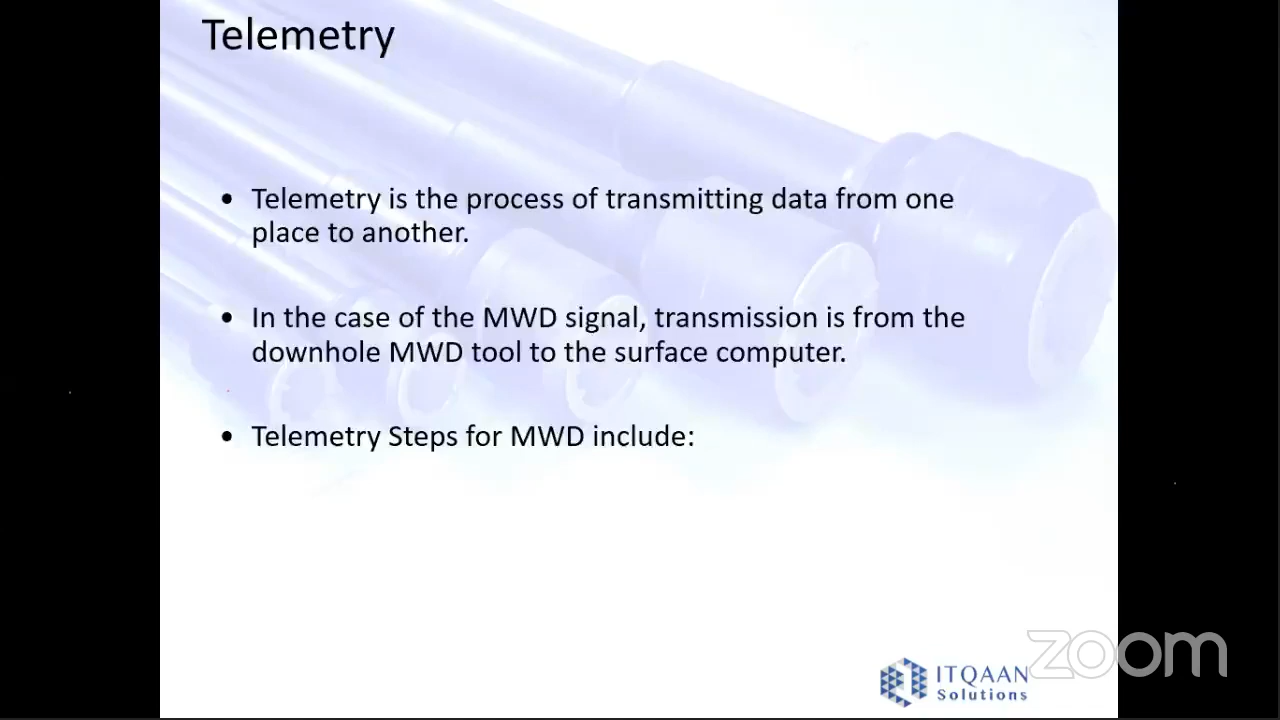 Telemetry
• Telemetry is the process of transmitting data from one
place to another.
• In the case of the MWD signal, transmission is from the
downhole MWD tool to the surface computer.
• Telemetry Steps for MWD include:
zoom
ITQAAN
Solutions